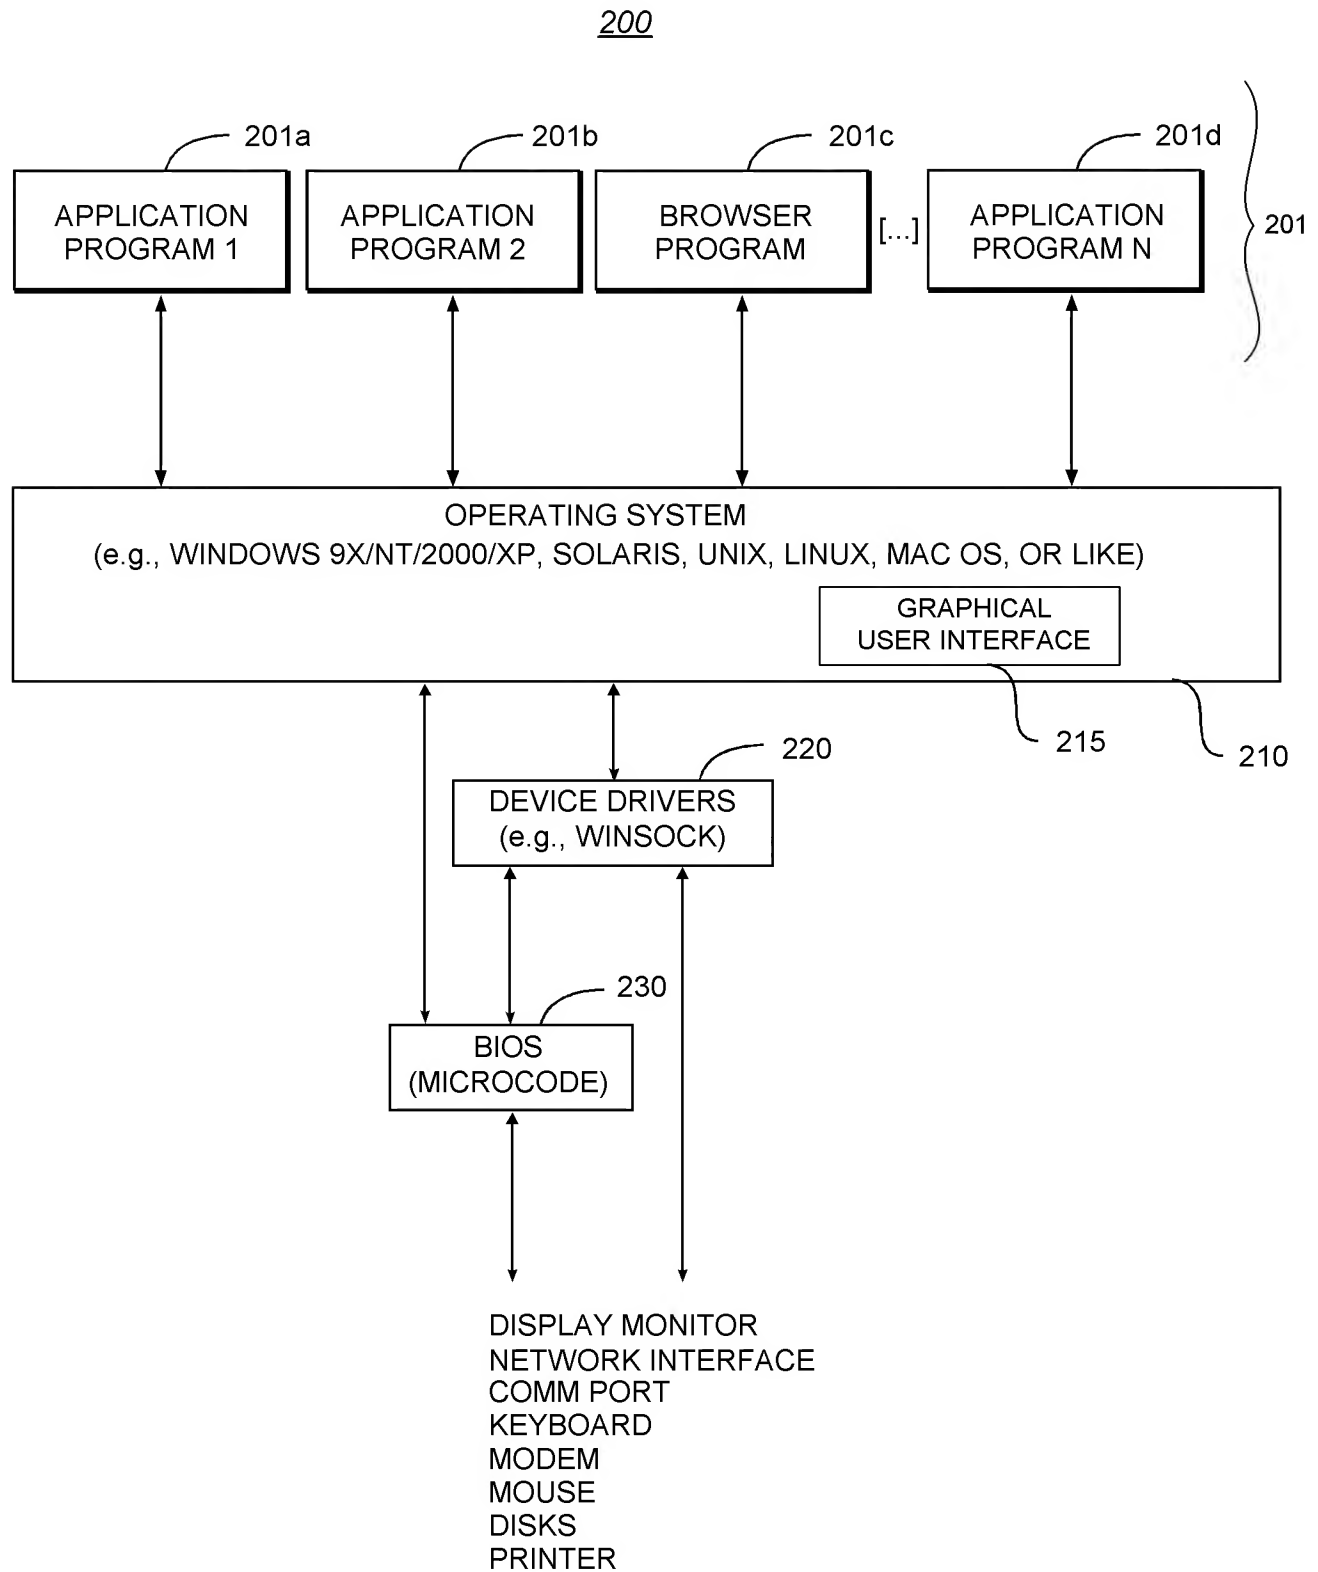 200
201a
201b
201c
201d
APPLICATION
PROGRAM 1
APPLICATION
PROGRAM 2
BROWSER
PROGRAM
[...]
APPLICATION
PROGRAM N
201
OPERATING SYSTEM
(e.g., WINDOWS 9X/NT/2000/XP, SOLARIS, UNIX, LINUX, MAC OS, OR LIKE)
GRAPHICAL
USER INTERFACE
215
210
220
DEVICE DRIVERS
(e.g., WINSOCK)
230
BIOS
(MICROCODE)
DISPLAY MONITOR
NETWORK INTERFACE
COMM PORT
KEYBOARD
MODEM
MOUSE
DISKS
PRINTER